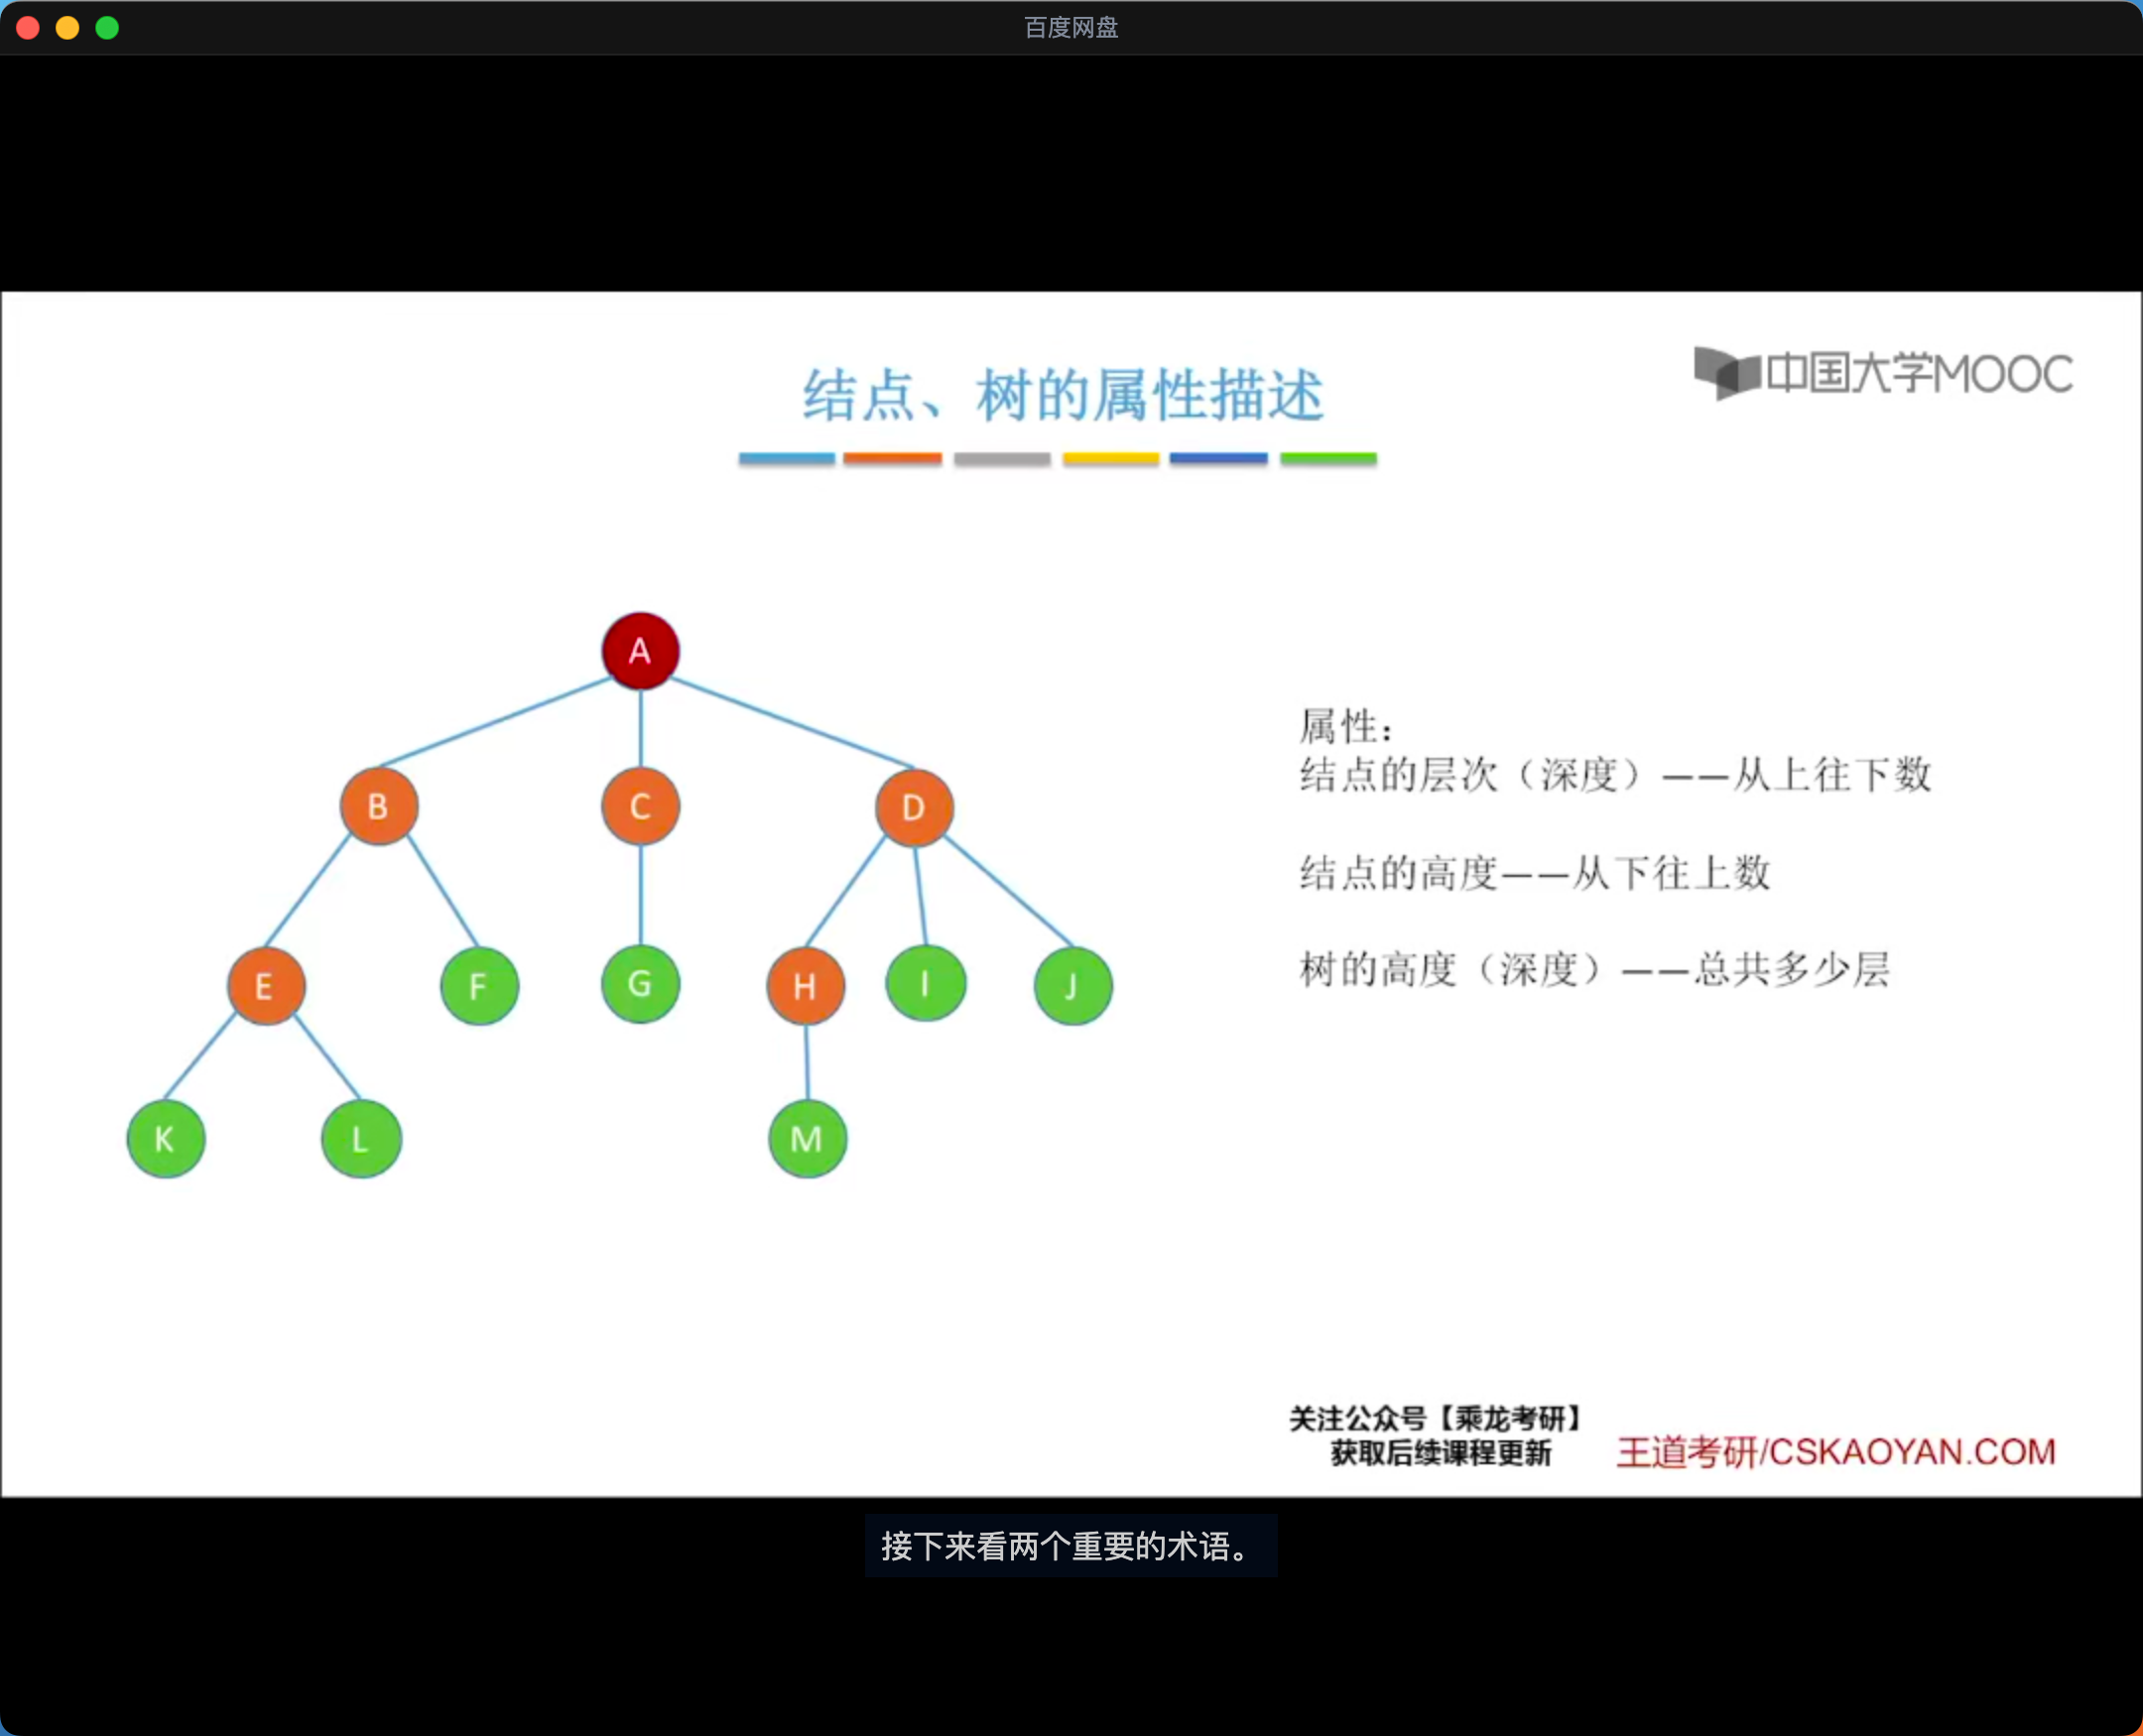 百度网盘
结点、树的属性描述
中国大学MOOC
A
B
C
D
E
F
G
H
I
J
K
L
M
属性：
结点的层次（深度）——从上往下数
结点的高度——从下往上数
树的高度（深度）——总共多少层
关注公众号【乘龙考研】
获取后续课程更新
王道考研/CSKAOYAN.COM
接下来看两个重要的术语。